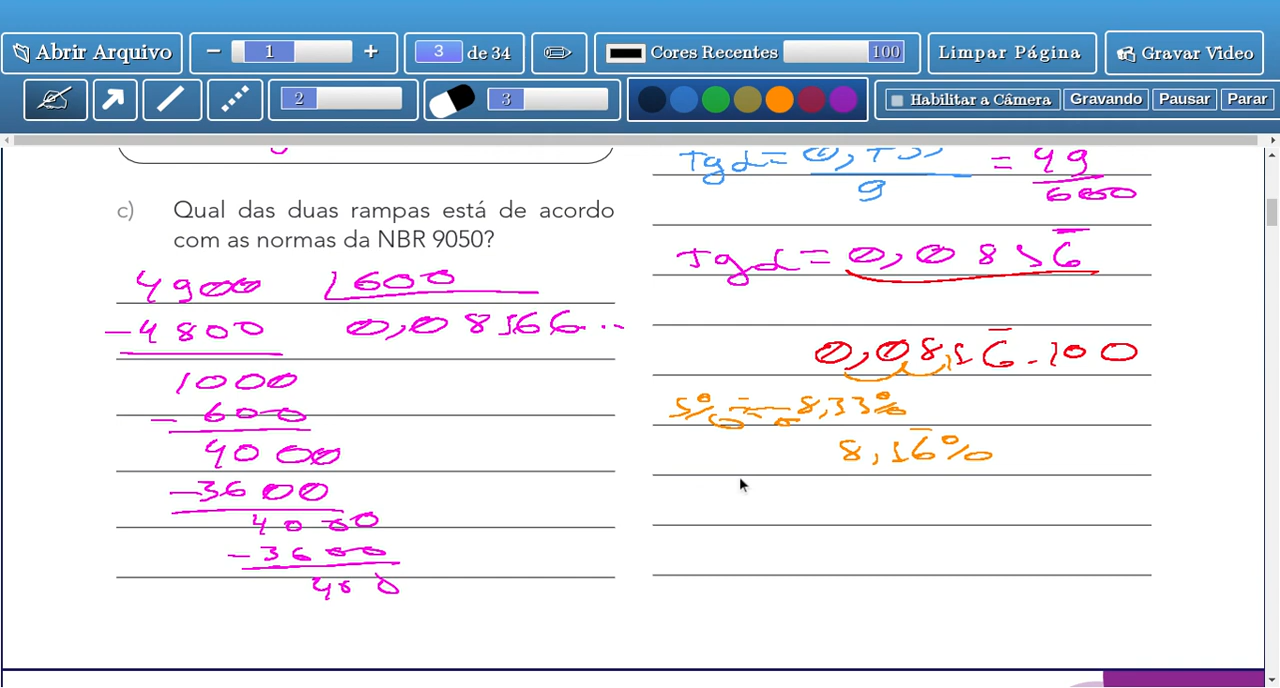 Abrir Arquivo
− 1 +
3 de 34
Cores Recentes 100
Limpar Página
Gravar Video
2
3
Habilitar a Câmera
Gravando
Pausar
Parar
c) Qual das duas rampas está de acordo
com as normas da NBR 9050?
4900 600
-4800 0,08166...
1000
-600
4000
-3600
4000
-3600
400
Tgα=
9
= 49
600
Tgα=0,0816̅
0,0816̅.100
5% 8,33%
8,16̅%